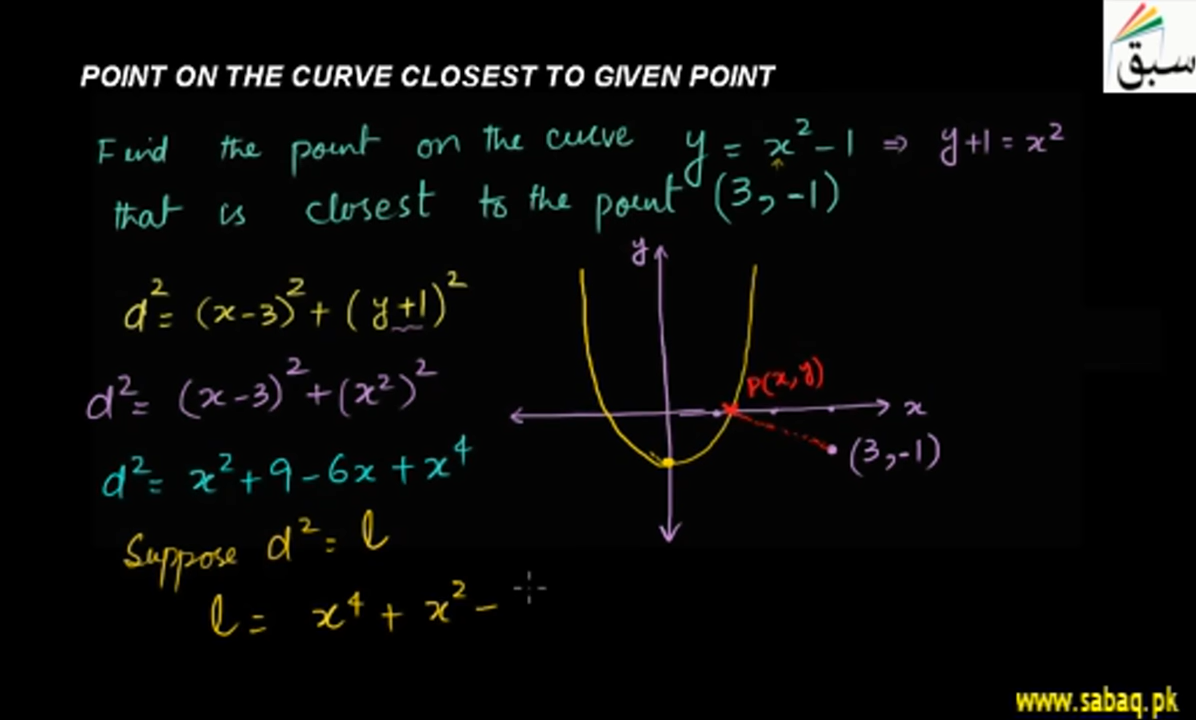 سبق
POINT ON THE CURVE CLOSEST TO GIVEN POINT
Find the point on the curve y = x² - 1 ⇒ y+1 = x²
that is closest to the point (3, -1)
d² = (x-3)² + (y+1)²
d² = (x-3)² + (x²)²
d² = x² + 9 - 6x + x⁴
Suppose d² = l
l = x⁴ + x² -
y
P(x, y)
x
(3, -1)
www.sabaq.pk